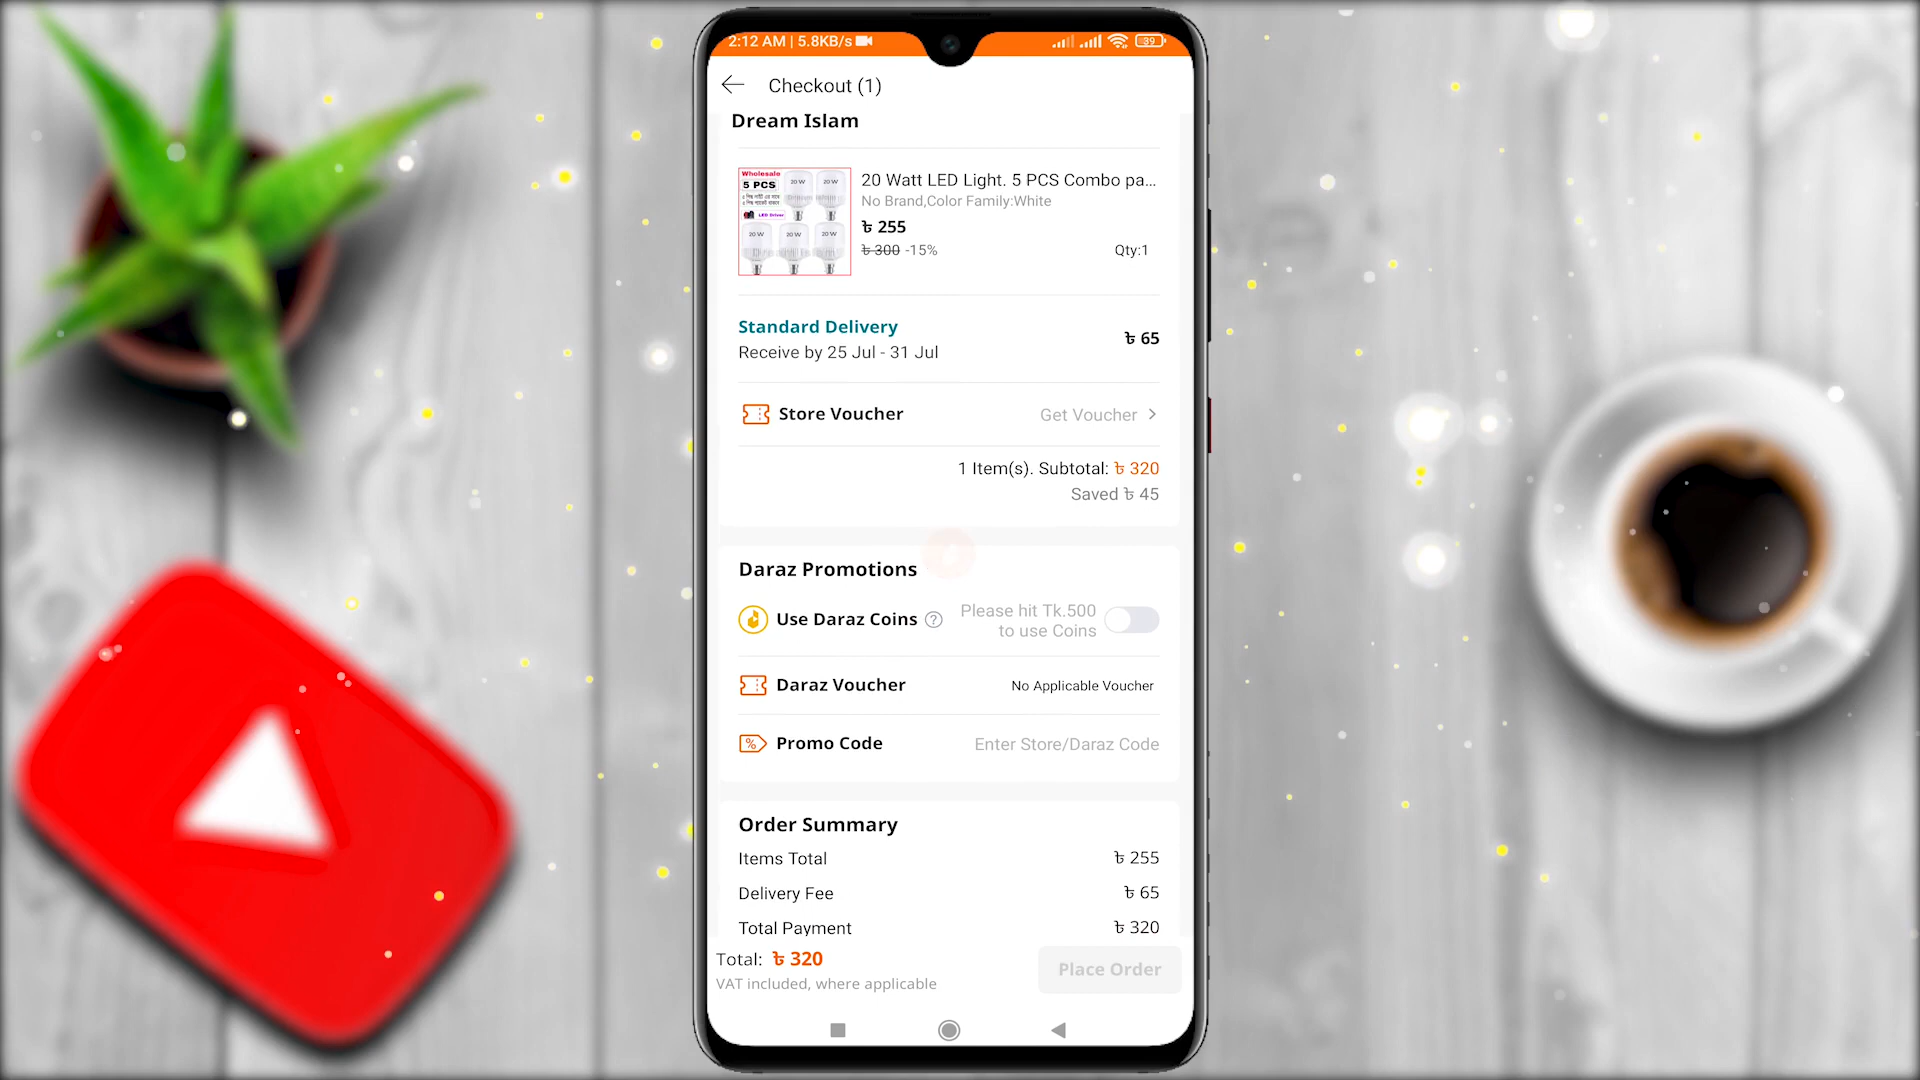 2:12 AM | 5.8KB/s
39
Checkout (1)
Dream Islam
Wholesale
5 PCS
20 W
20 W
LED Driver
20 W
20 W
20 W
20 Watt LED Light. 5 PCS Combo pa...
No Brand,Color Family:White
৳ 255
৳ 300 -15%
Qty:1
Standard Delivery
৳ 65
Receive by 25 Jul - 31 Jul
Store Voucher
Get Voucher >
1 Item(s). Subtotal: ৳ 320
Saved ৳ 45
Daraz Promotions
Use Daraz Coins ?
Please hit Tk.500
to use Coins
Daraz Voucher
No Applicable Voucher
% Promo Code
Enter Store/Daraz Code
Order Summary
Items Total
৳ 255
Delivery Fee
৳ 65
Total Payment
৳ 320
Total: ৳ 320
VAT included, where applicable
Place Order